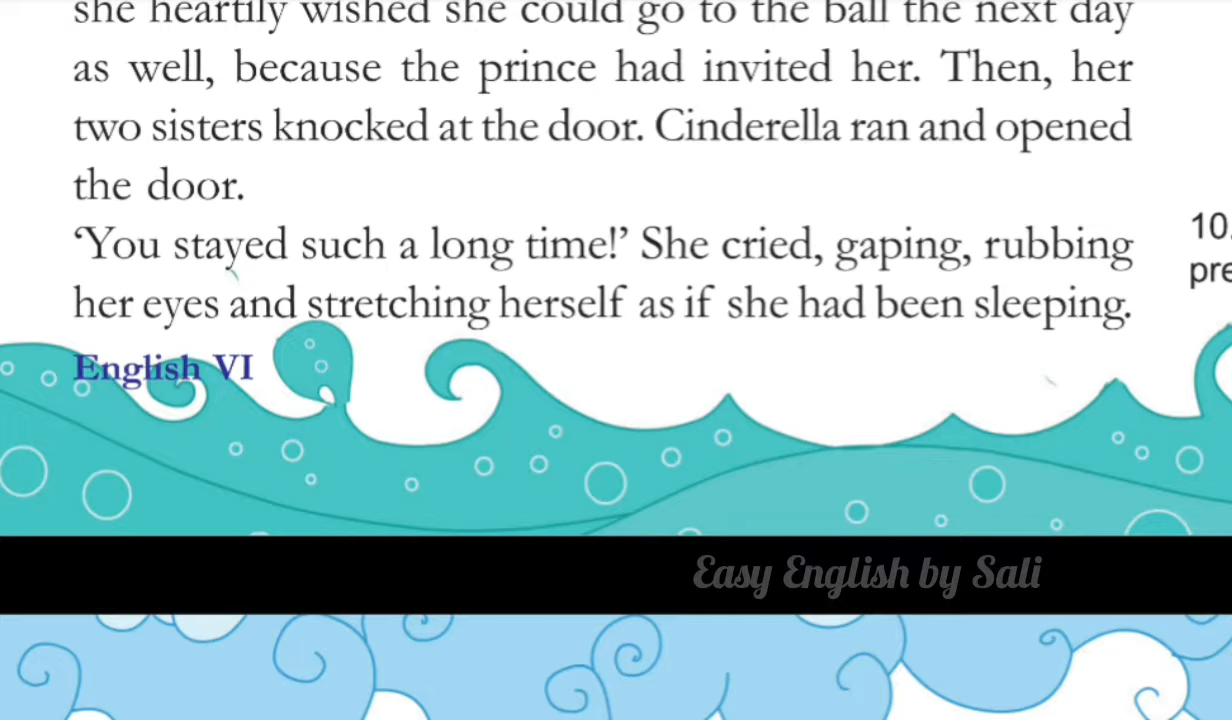 she heartily wished she could go to the ball the next day
as well, because the prince had invited her. Then, her
two sisters knocked at the door. Cinderella ran and opened
the door.
‘You stayed such a long time!’ She cried, gaping, rubbing
her eyes and stretching herself as if she had been sleeping.
10.
pre
English VI
Easy English by Sali